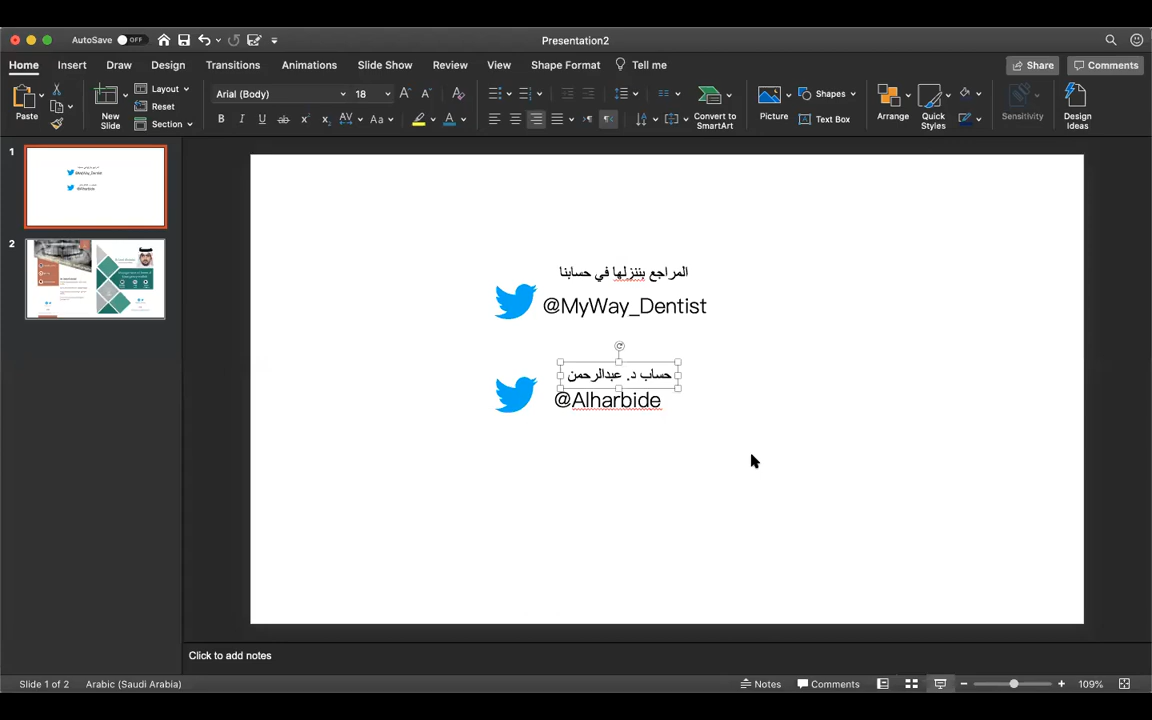 AutoSave OFF
Presentation2
Home Insert Draw Design Transitions Animations Slide Show Review View Shape Format Tell me
Share Comments
Paste
New Slide
Layout
Reset
Section
Arial (Body) 18
Convert to SmartArt
Picture
Shapes
Text Box
Arrange
Quick Styles
Sensitivity
Design Ideas
1
2
المراجع بننزلها في حسابنا
@MyWay_Dentist
حساب د. عبدالرحمن
@Alharbide
Click to add notes
Slide 1 of 2 Arabic (Saudi Arabia) Notes Comments 109%